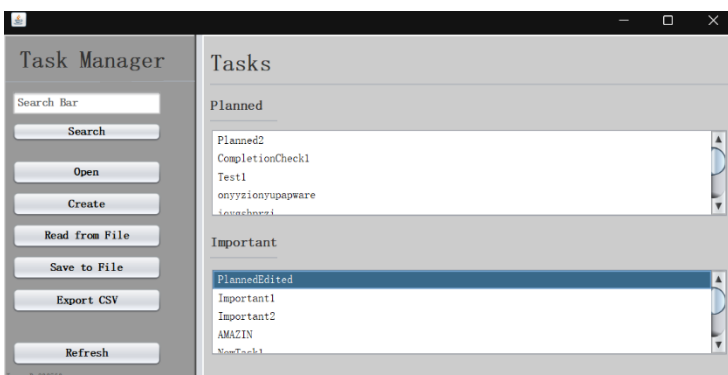 Task Manager
Search Bar
Search
Open
Create
Read from File
Save to File
Export CSV
Refresh
Tasks
Planned
Planned2
CompletionCheck1
Test1
onyyzionyupapware
Important
PlannedEdited
Important1
Important2
AMAZIN
NewTask1